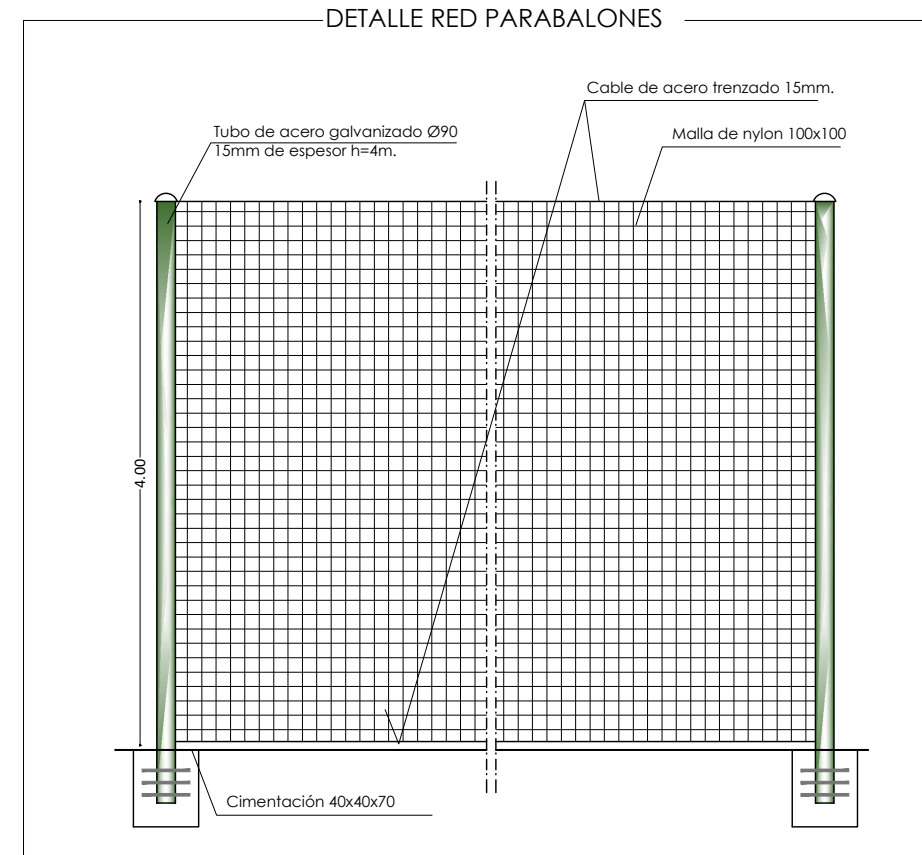 DETALLE RED PARABALONES
Cable de acero trenzado 15mm.
Tubo de acero galvanizado Ø90
15mm de espesor h=4m.
Malla de nylon 100x100
4.00
Cimentación 40x40x70